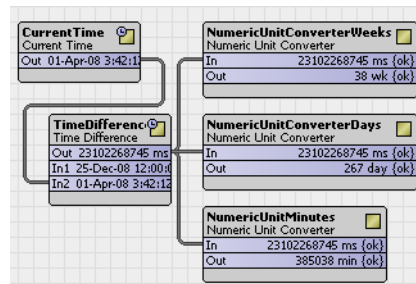 CurrentTime
Current Time
Out 01-Apr-08 3:42:1
TimeDifferenc
Time Difference
Out 23102268745 ms
In1 25-Dec-08 12:00:0
In2 01-Apr-08 3:42:12
NumericUnitConverterWeeks
Numeric Unit Converter
In 23102268745 ms {ok}
Out 38 wk {ok}
NumericUnitConverterDays
Numeric Unit Converter
In 23102268745 ms {ok}
Out 267 day {ok}
NumericUnitMinutes
Numeric Unit Converter
In 23102268745 ms {ok}
Out 385038 min {ok}